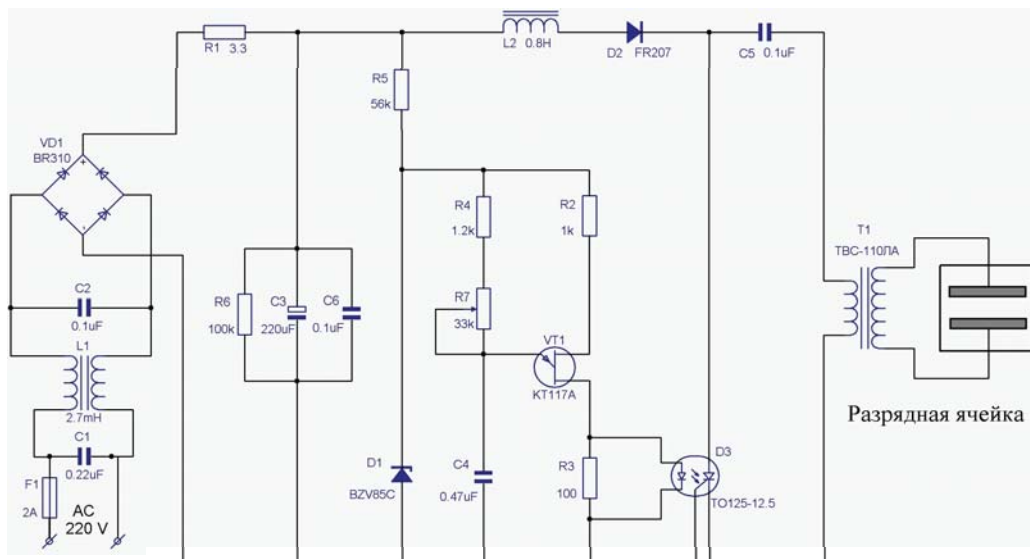 R1 3.3
L2 0.8H
D2 FR207
C5 0.1uF
R5
56k
VD1
BR310
+
-
R4
1.2k
R2
1k
T1
ТВС-110ЛА
C2
0.1uF
R6
100k
C3
220uF
C6
0.1uF
R7
33k
VT1
КТ117А
L1
2.7mH
Разрядная ячейка
C1
0.22uF
F1
2A
AC
220 V
D1
BZV85C
C4
0.47uF
R3
100
D3
TO125-12.5